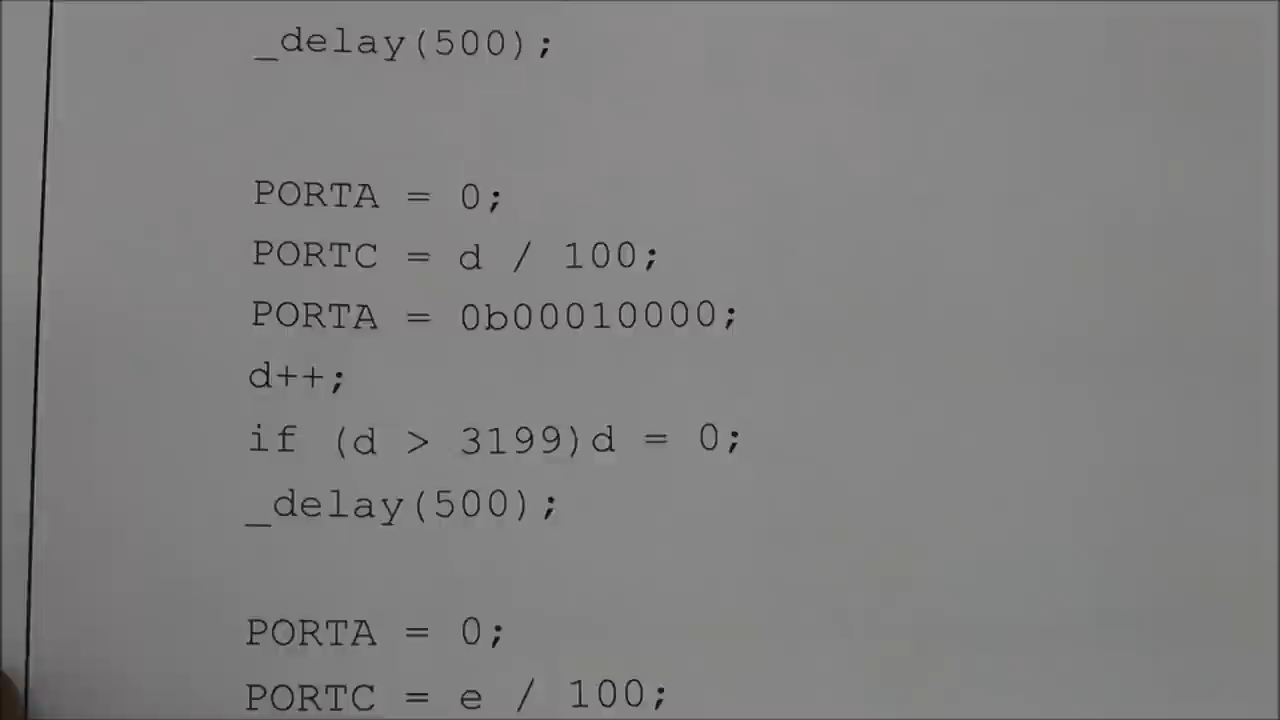 _delay(500);
PORTA = 0;
PORTC = d / 100;
PORTA = 0b00010000;
d++;
if (d > 3199)d = 0;
_delay(500);
PORTA = 0;
PORTC = e / 100;